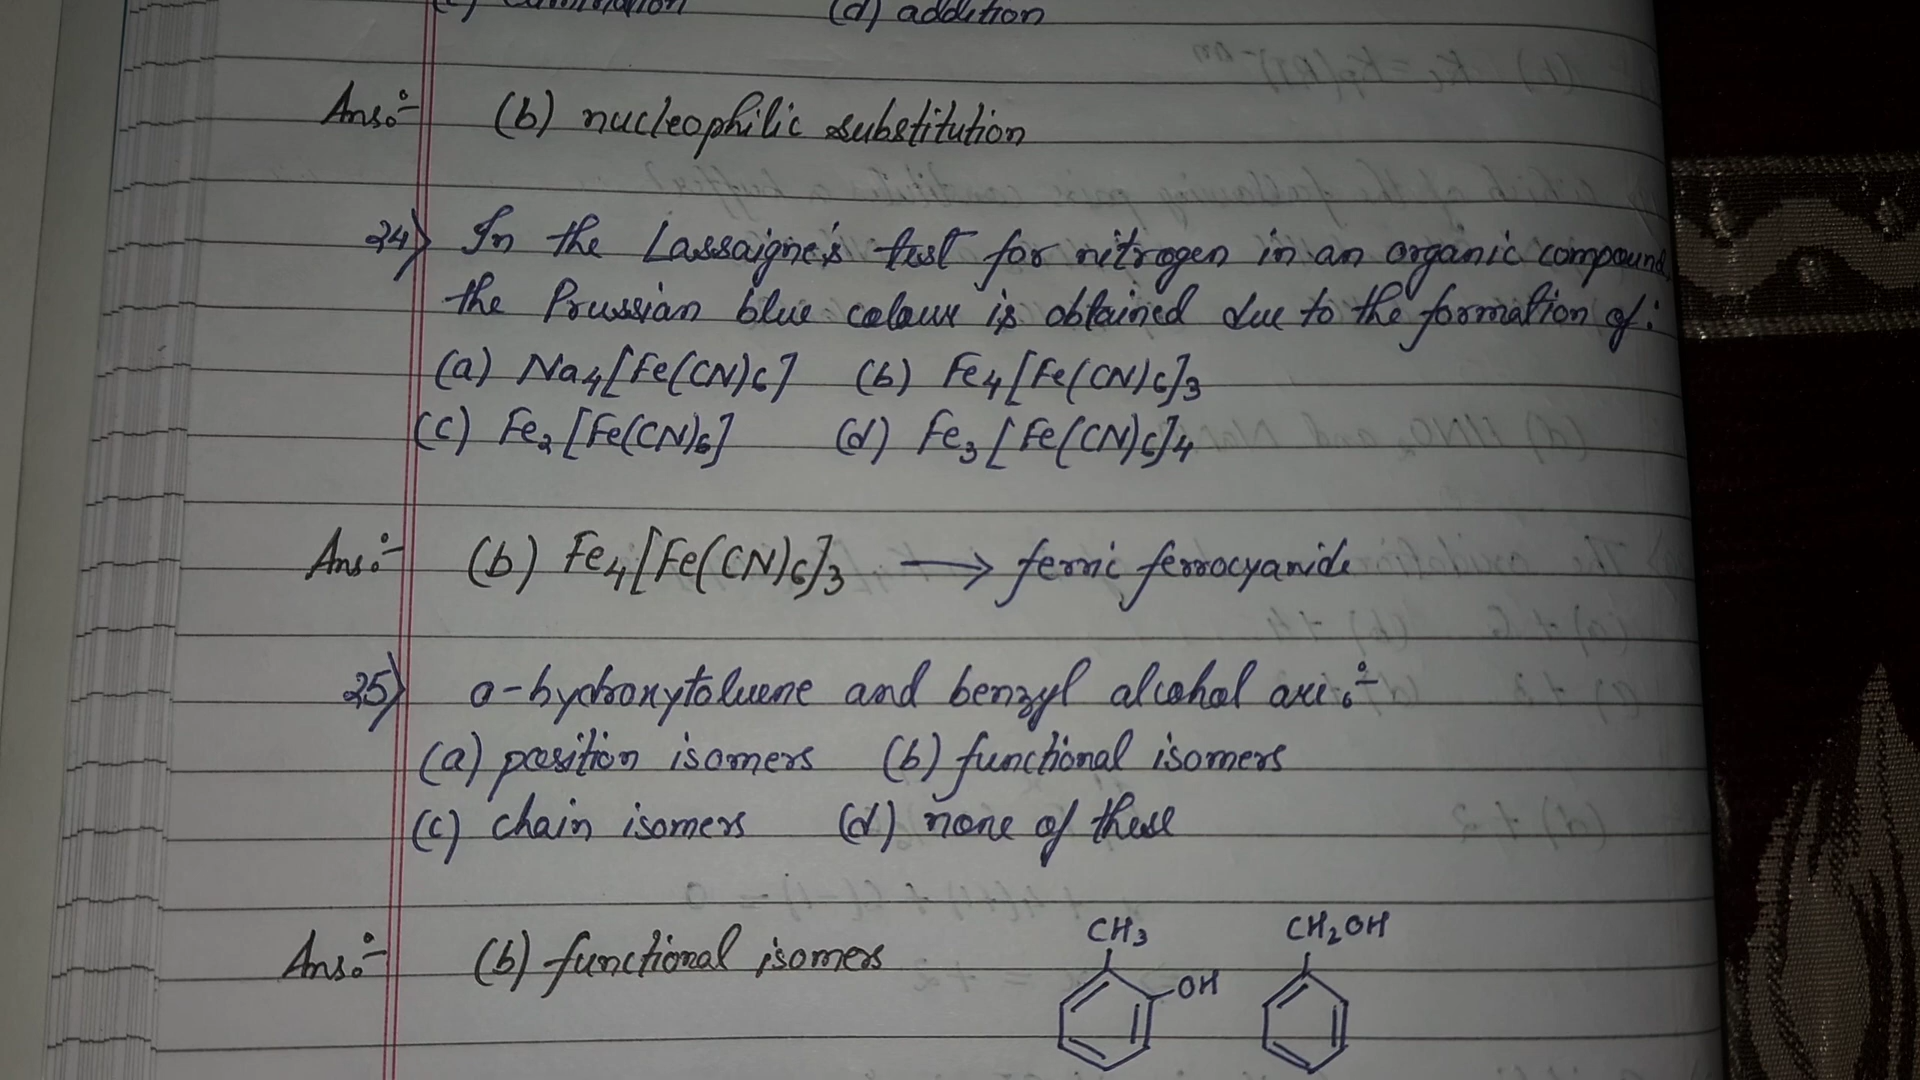 (d) addition
Ans:- (b) nucleophilic substitution
24) In the Lassaigne's test for nitrogen in an organic compound
the Prussian blue colour is obtained due to the formation of:
(a) Na4[Fe(CN)6] (b) Fe4[Fe(CN)6]3
(c) Fe2[Fe(CN)6] (d) Fe3[Fe(CN)6]4
Ans:- (b) Fe4[Fe(CN)6]3 → ferric ferrocyanide
25) o-hydroxytoluene and benzyl alcohol are:-
(a) position isomers (b) functional isomers
(c) chain isomers (d) none of these
Ans:- (b) functional isomers
CH3 CH2OH
OH